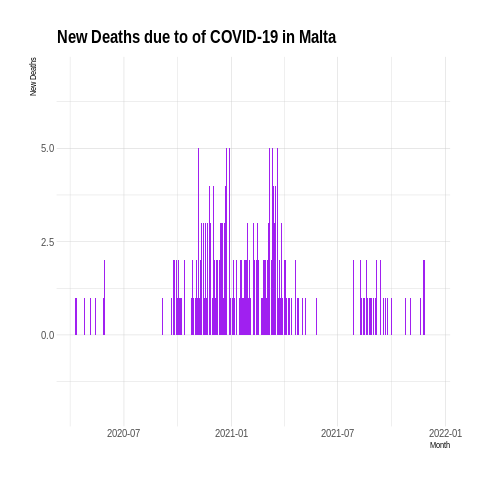 New Deaths due to of COVID-19 in Malta
New Deaths
5.0
2.5
0.0
2020-07 2021-01 2021-07 2022-01
Month